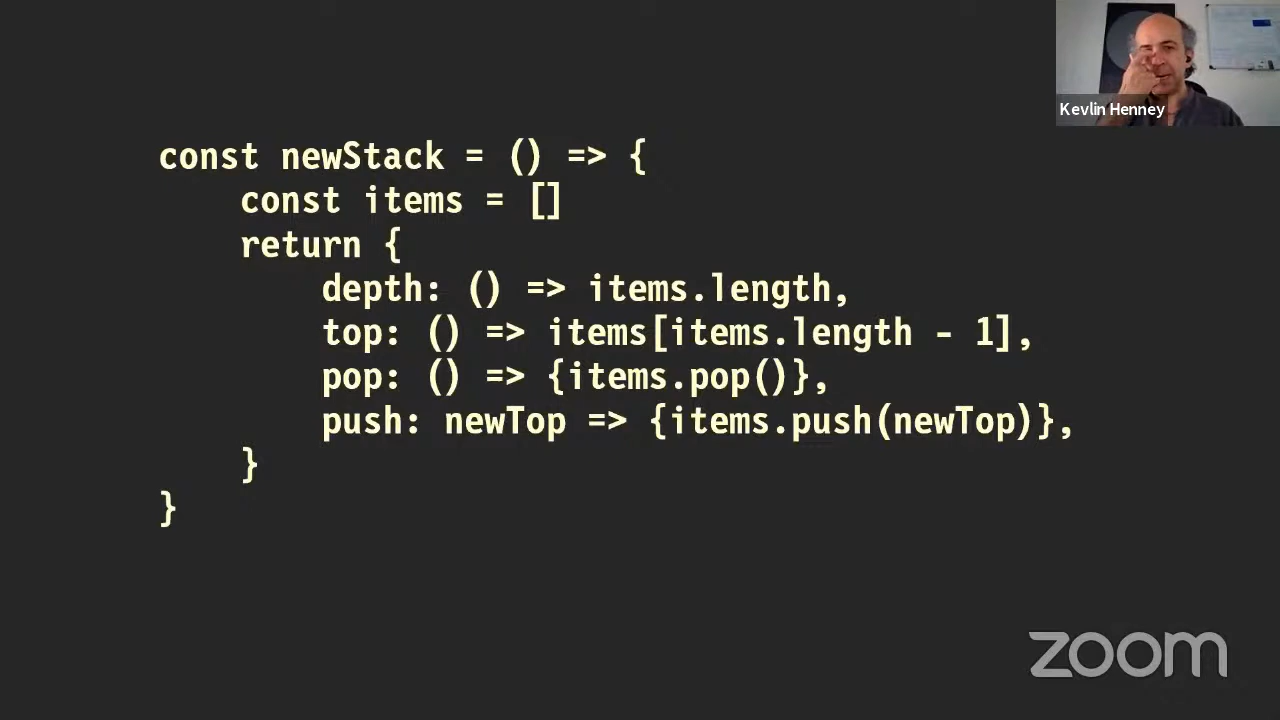 Kevlin Henney
const newStack = () => {
    const items = []
    return {
        depth: () => items.length,
        top: () => items[items.length - 1],
        pop: () => {items.pop()},
        push: newTop => {items.push(newTop)},
    }
}
zoom